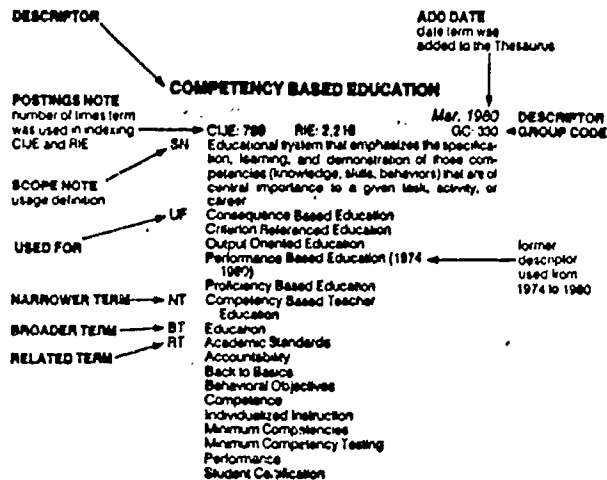 DESCRIPTOR
ADD DATE
date term was
added to the Thesaurus
COMPETENCY BASED EDUCATION
POSTINGS NOTE
number of times term
was used in indexing
CIJE and RIE
Mar. 1980
DESCRIPTOR
GROUP CODE
CIJE: RIE:
GC: 330
SN Educational system that emphasizes the specifica-
tion, learning, and demonstration of those com-
petencies (knowledge, skills, behaviors) that are of
central importance to a given task, activity, or
career
SCOPE NOTE
usage definition
UF Consequence Based Education
Criterion Referenced Education
USED FOR
Output Oriented Education
Performance Based Education (1974
1980)
former
descriptor
used from
1974 to 1980
Proficiency Based Education
NARROWER TERM NT Competency Based Teacher
Education
BROADER TERM BT Education
RELATED TERM RT Academic Standards
Accountability
Back to Basics
Behavioral Objectives
Competence
Individualized Instruction
Minimum Competencies
Minimum Competency Testing
Performance
Student Certification